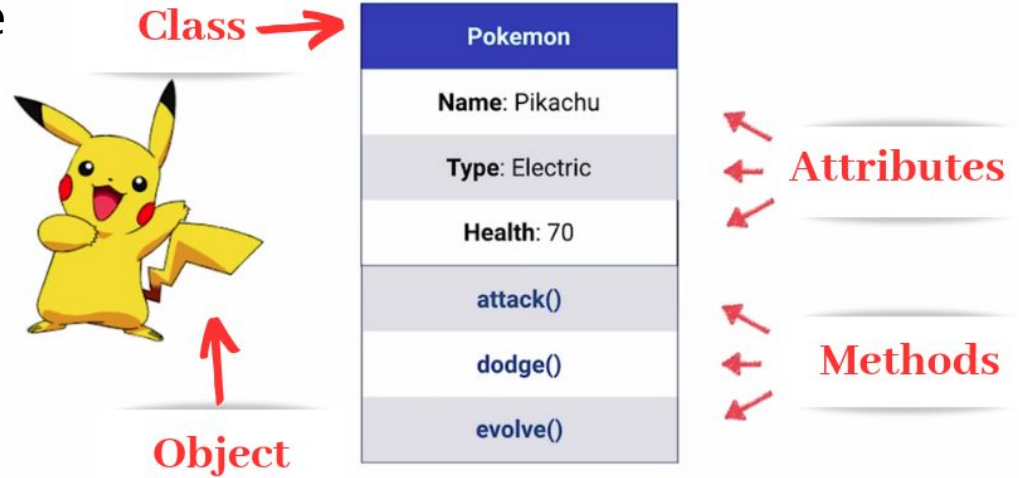 e
Class
Pokemon
Name: Pikachu
Type: Electric
Attributes
Health: 70
attack()
dodge()
Methods
evolve()
Object